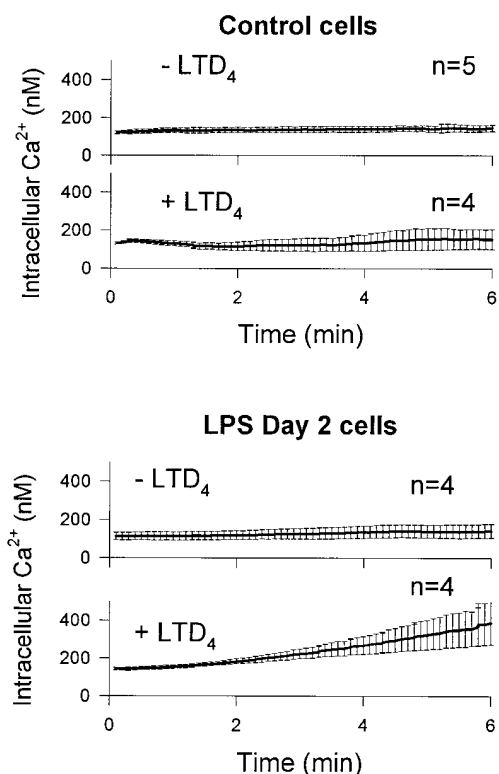 Control cells
Intracellular Ca²⁺ (nM)
400
200
0
- LTD₄ n=5
400
200
0
+ LTD₄ n=4
0 2 4 6
Time (min)
LPS Day 2 cells
Intracellular Ca²⁺ (nM)
400
200
0
- LTD₄ n=4
400
200
0
+ LTD₄ n=4
0 2 4 6
Time (min)